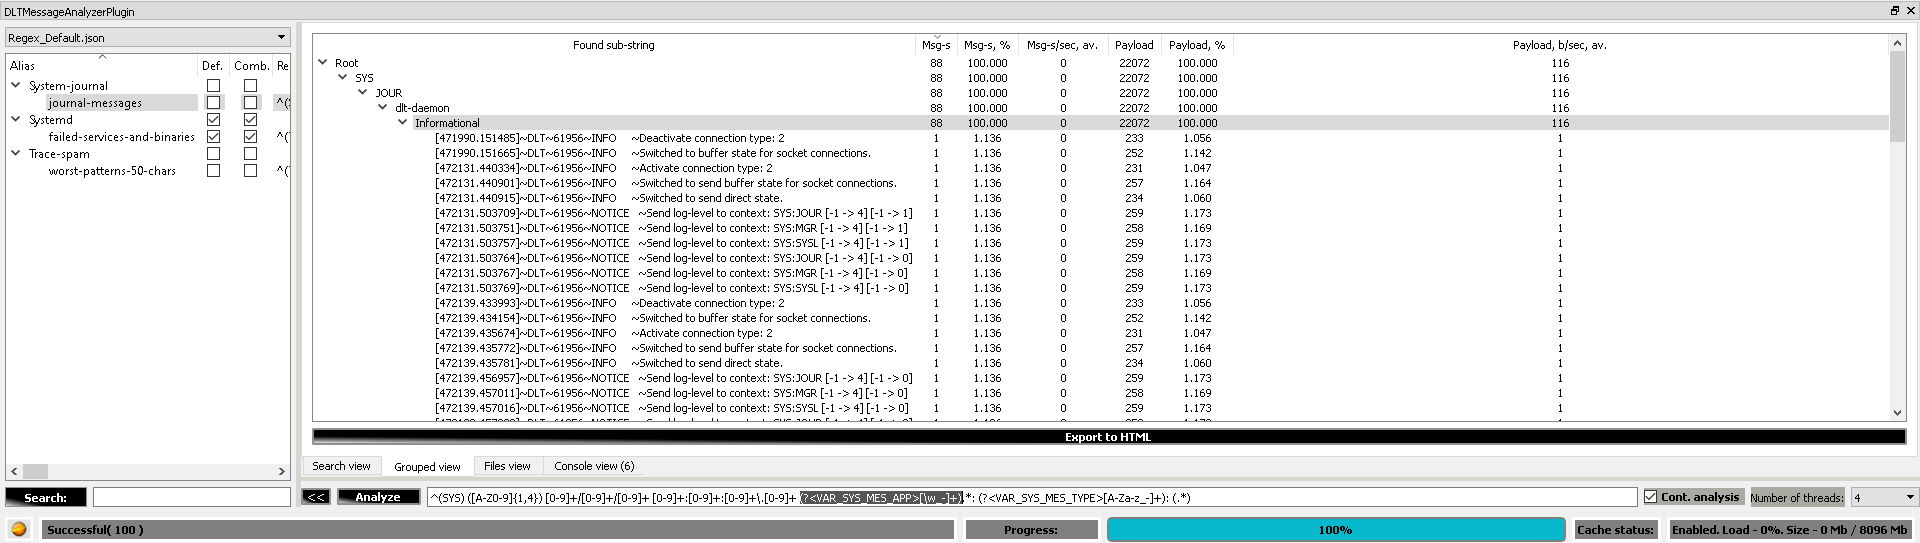 DLTMessageAnalyzerPlugin
Regex_Default.json
Alias Def. Comb. Re
System-journal
journal-messages ^(S
Systemd
failed-services-and-binaries ^(
Trace-spam
worst-patterns-50-chars ^(
Search:
Found sub-string Msg-s Msg-s, % Msg-s/sec, av. Payload Payload, % Payload, b/sec, av.
Root 88 100.000 0 22072 100.000 116
SYS 88 100.000 0 22072 100.000 116
JOUR 88 100.000 0 22072 100.000 116
dlt-daemon 88 100.000 0 22072 100.000 116
Informational 88 100.000 0 22072 100.000 116
[471990.151485]~DLT~61956~INFO ~Deactivate connection type: 2 1 1.136 0 233 1.056 1
[471990.151665]~DLT~61956~INFO ~Switched to buffer state for socket connections. 1 1.136 0 252 1.142 1
[472131.440334]~DLT~61956~INFO ~Activate connection type: 2 1 1.136 0 231 1.047 1
[472131.440901]~DLT~61956~INFO ~Switched to send buffer state for socket connections. 1 1.136 0 257 1.164 1
[472131.440915]~DLT~61956~INFO ~Switched to send direct state. 1 1.136 0 234 1.060 1
[472131.503709]~DLT~61956~NOTICE ~Send log-level to context: SYS:JOUR [-1 -> 4] [-1 -> 1] 1 1.136 0 259 1.173 1
[472131.503751]~DLT~61956~NOTICE ~Send log-level to context: SYS:MGR [-1 -> 4] [-1 -> 1] 1 1.136 0 258 1.169 1
[472131.503757]~DLT~61956~NOTICE ~Send log-level to context: SYS:SYSL [-1 -> 4] [-1 -> 1] 1 1.136 0 259 1.173 1
[472131.503764]~DLT~61956~NOTICE ~Send log-level to context: SYS:JOUR [-1 -> 4] [-1 -> 0] 1 1.136 0 259 1.173 1
[472131.503767]~DLT~61956~NOTICE ~Send log-level to context: SYS:MGR [-1 -> 4] [-1 -> 0] 1 1.136 0 258 1.169 1
[472131.503769]~DLT~61956~NOTICE ~Send log-level to context: SYS:SYSL [-1 -> 4] [-1 -> 0] 1 1.136 0 259 1.173 1
[472139.433993]~DLT~61956~INFO ~Deactivate connection type: 2 1 1.136 0 233 1.056 1
[472139.434154]~DLT~61956~INFO ~Switched to buffer state for socket connections. 1 1.136 0 252 1.142 1
[472139.435674]~DLT~61956~INFO ~Activate connection type: 2 1 1.136 0 231 1.047 1
[472139.435772]~DLT~61956~INFO ~Switched to send buffer state for socket connections. 1 1.136 0 257 1.164 1
[472139.435781]~DLT~61956~INFO ~Switched to send direct state. 1 1.136 0 234 1.060 1
[472139.456957]~DLT~61956~NOTICE ~Send log-level to context: SYS:JOUR [-1 -> 4] [-1 -> 0] 1 1.136 0 259 1.173 1
[472139.457011]~DLT~61956~NOTICE ~Send log-level to context: SYS:MGR [-1 -> 4] [-1 -> 0] 1 1.136 0 258 1.169 1
[472139.457016]~DLT~61956~NOTICE ~Send log-level to context: SYS:SYSL [-1 -> 4] [-1 -> 0] 1 1.136 0 259 1.173 1
Export to HTML
Search view Grouped view Files view Console view (6)
<< Analyze ^(SYS) ([A-Z0-9]{1,4}) [0-9]+/[0-9]+/[0-9]+ [0-9]+:[0-9]+:[0-9]+\.[0-9]+ (?<VAR_SYS_MES_APP>[\w_-]+).*: (?<VAR_SYS_MES_TYPE>[A-Za-z_-]+): (.*) Cont. analysis Number of threads: 4
Successful( 100 ) Progress: 100% Cache status: Enabled. Load - 0%. Size - 0 Mb / 8096 Mb